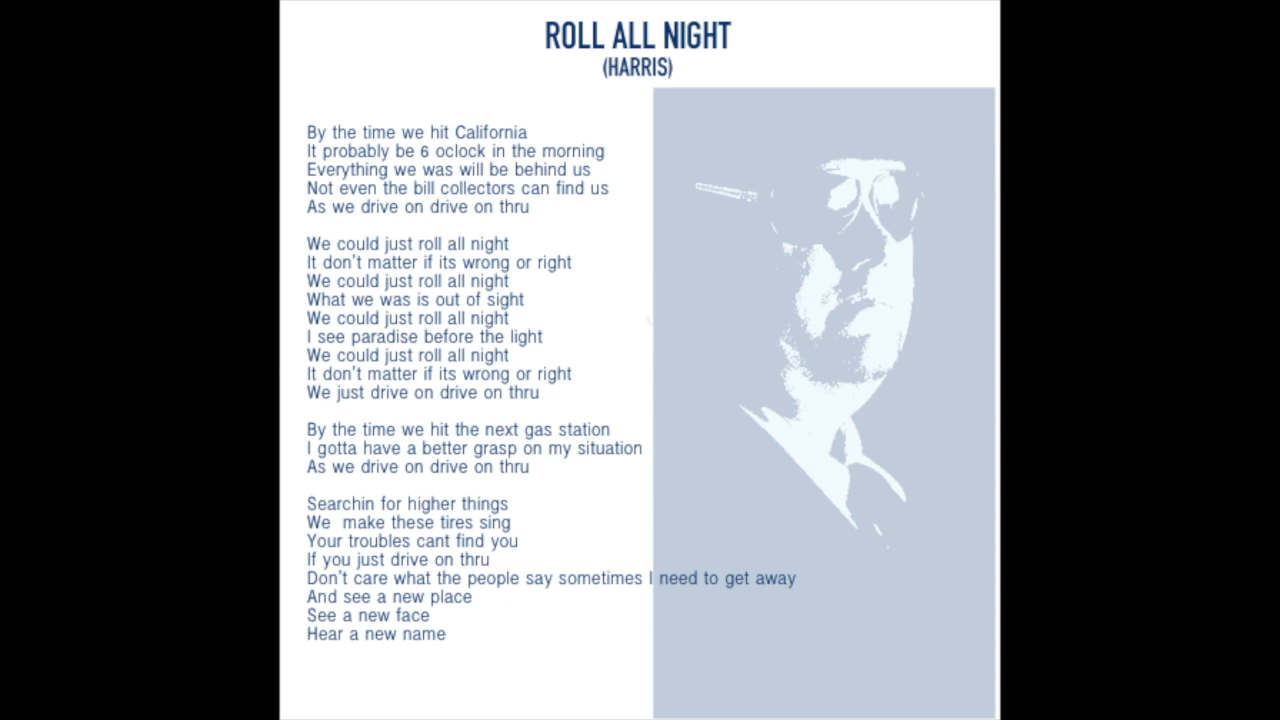 ROLL ALL NIGHT
(HARRIS)
By the time we hit California
It probably be 6 oclock in the morning
Everything we was will be behind us
Not even the bill collectors can find us
As we drive on drive on thru
We could just roll all night
It don't matter if its wrong or right
We could just roll all night
What we was is out of sight
We could just roll all night
I see paradise before the light
We could just roll all night
It don't matter if its wrong or right
We just drive on drive on thru
By the time we hit the next gas station
I gotta have a better grasp on my situation
As we drive on drive on thru
Searchin for higher things
We  make these tires sing
Your troubles cant find you
If you just drive on thru
Don't care what the people say sometimes I need to get away
And see a new place
See a new face
Hear a new name